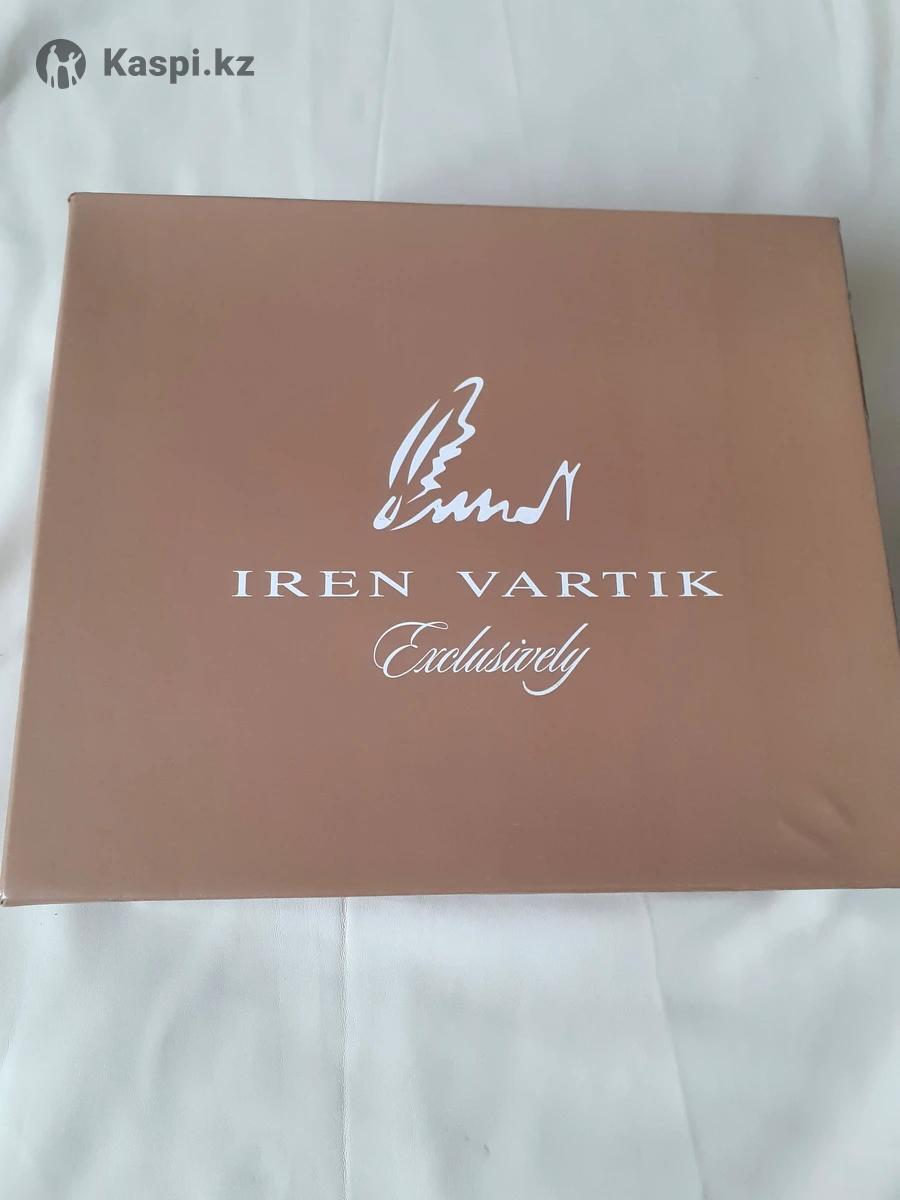 Kaspi.kz
IREN VARTIK
Exclusively